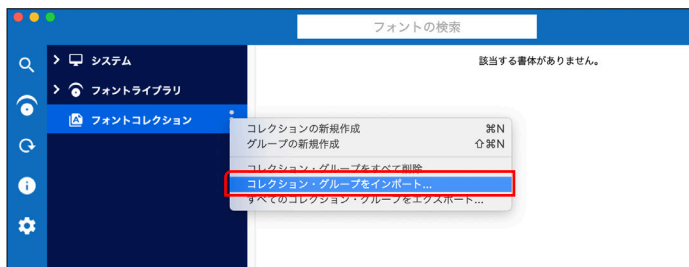 フォントの検索
システム
該当する書体がありません。
フォントライブラリ
フォントコレクション
コレクションの新規作成 ⌘N
グループの新規作成 ⇧⌘N
コレクション・グループをすべて削除
コレクション・グループをインポート...
すべてのコレクション・グループをエクスポート...